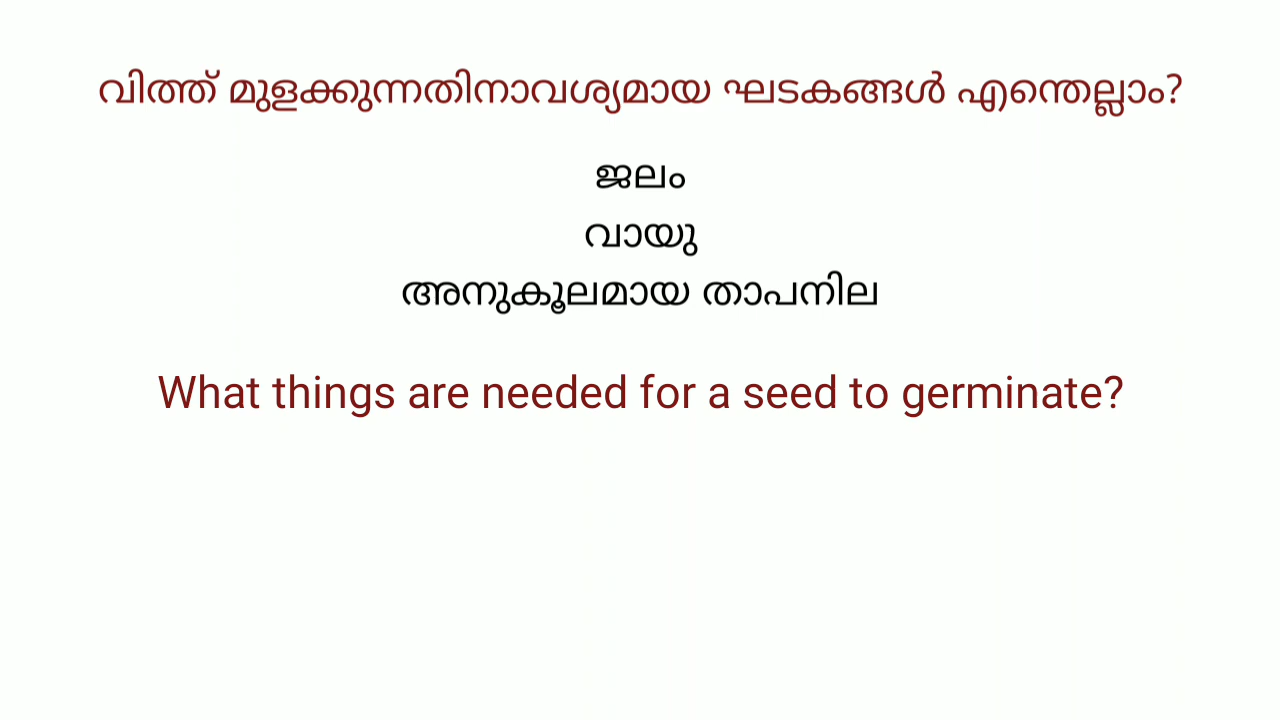 വിത്ത് മുളക്കുന്നതിനാവശ്യമായ ഘടകങ്ങൾ എന്തെല്ലാം?
ജലം
വായു
അനുകൂലമായ താപനില
What things are needed for a seed to germinate?